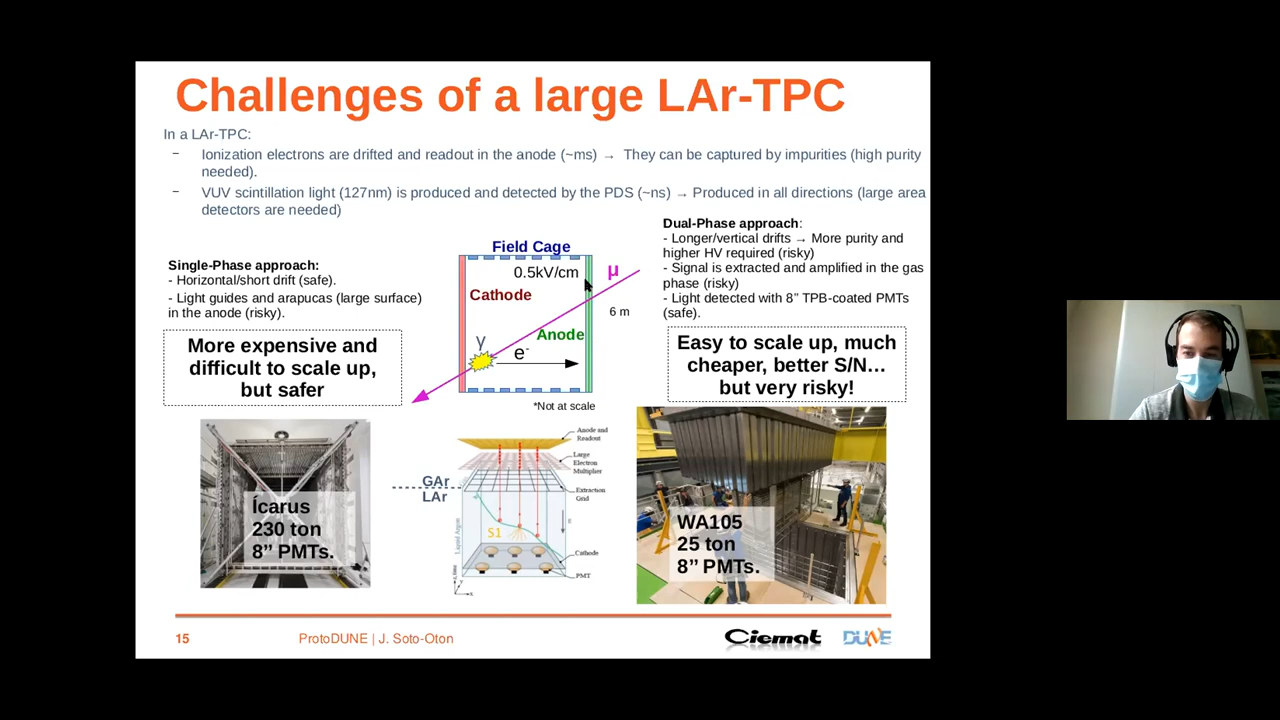 Challenges of a large LAr-TPC
In a LAr-TPC:
− Ionization electrons are drifted and readout in the anode (~ms) → They can be captured by impurities (high purity
needed).
− VUV scintillation light (127nm) is produced and detected by the PDS (~ns) → Produced in all directions (large area
detectors are needed)
Single-Phase approach:
- Horizontal/short drift (safe).
- Light guides and arapucas (large surface)
in the anode (risky).
More expensive and
difficult to scale up,
but safer
Field Cage
0.5kV/cm
μ
Cathode
6 m
Anode
γ
e-
*Not at scale
Dual-Phase approach:
- Longer/vertical drifts → More purity and
higher HV required (risky)
- Signal is extracted and amplified in the gas
phase (risky)
- Light detected with 8” TPB-coated PMTs
(safe).
Easy to scale up, much
cheaper, better S/N…
but very risky!
Ícarus
230 ton
8” PMTs.
Anode and
Readout
Large
Electron
Multiplier
GAr
LAr
Extraction
Grid
Liquid Argon
S1
Cathode
PMT
x
WA105
25 ton
8” PMTs.
15
ProtoDUNE | J. Soto-Oton
Ciemat
DUNE